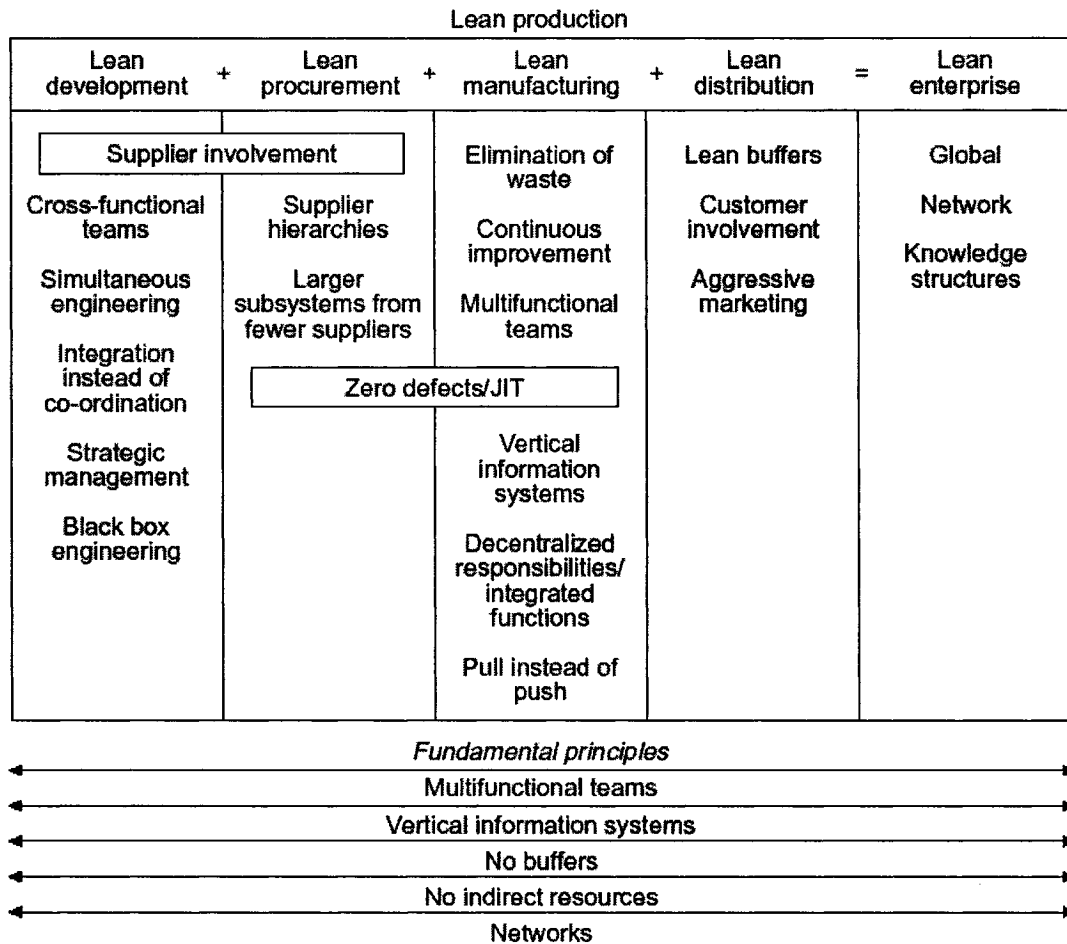 Lean production
Lean
development
+
Lean
procurement
+
Lean
manufacturing
+
Lean
distribution
=
Lean
enterprise
Supplier involvement
Cross-functional
teams
Simultaneous
engineering
Integration
instead of
co-ordination
Strategic
management
Black box
engineering
Supplier
hierarchies
Larger
subsystems from
fewer suppliers
Elimination of
waste
Continuous
improvement
Multifunctional
teams
Zero defects/JIT
Vertical
information
systems
Decentralized
responsibilities/
integrated
functions
Pull instead of
push
Lean buffers
Customer
involvement
Aggressive
marketing
Global
Network
Knowledge
structures
Fundamental principles
Multifunctional teams
Vertical information systems
No buffers
No indirect resources
Networks